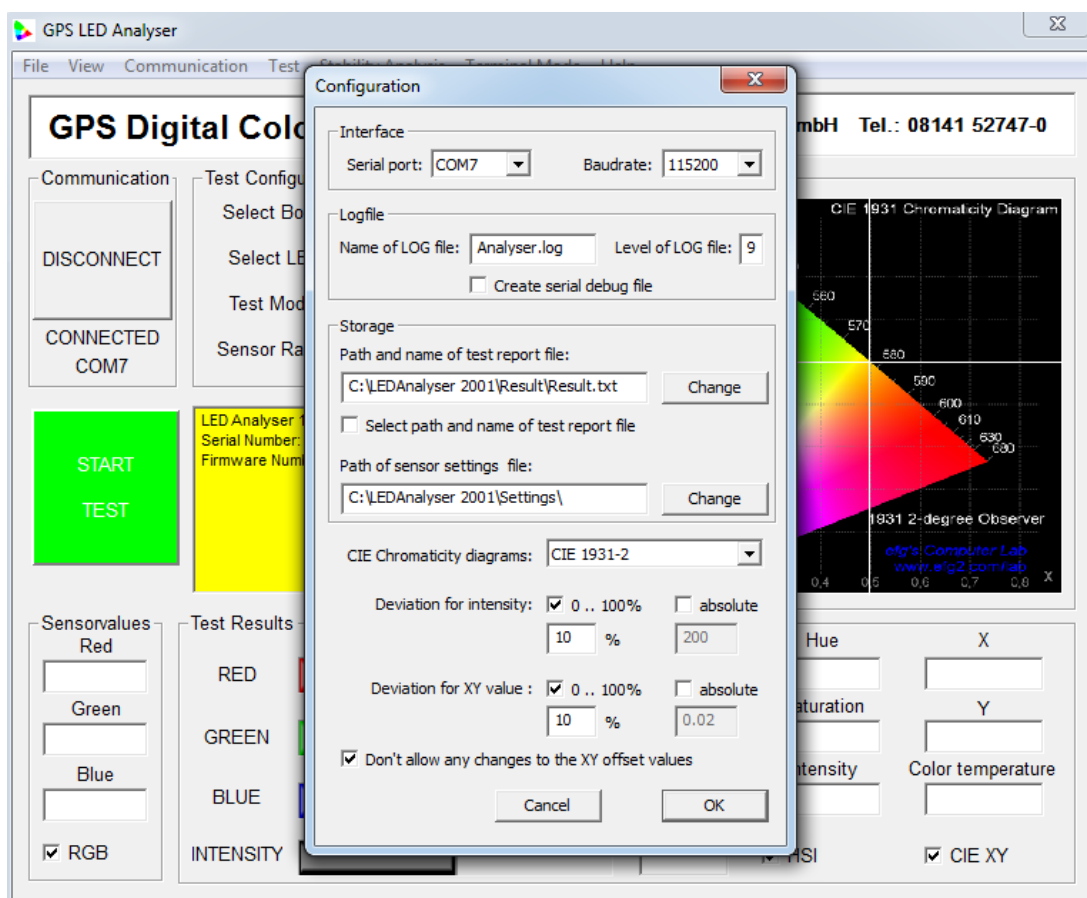 GPS LED Analyser
File View Communication Test Stability Analysis Terminal Mode Help
GPS Digital Colo
mbH Tel.: 08141 52747-0
Communication
DISCONNECT
CONNECTED
COM7
Test Configu
Select Bo
Select LE
Test Mod
Sensor Ra
START
TEST
LED Analyser 1
Serial Number:
Firmware Num
Configuration
Interface
Serial port: COM7 Baudrate: 115200
Logfile
Name of LOG file: Analyser.log Level of LOG file: 9
Create serial debug file
Storage
Path and name of test report file:
C:\LEDAnalyser 2001\Result\Result.txt Change
Select path and name of test report file
Path of sensor settings file:
C:\LEDAnalyser 2001\Settings\ Change
CIE Chromaticity diagrams: CIE 1931-2
Deviation for intensity: 0 .. 100% absolute
10 % 200
Deviation for XY value : 0 .. 100% absolute
10 % 0.02
Don't allow any changes to the XY offset values
Cancel OK
CIE 1931 Chromaticity Diagram
560
570
580
590
600
610
630
680
1931 2-degree Observer
efg's Computer Lab
www.efg2.com/lab
0,4 0,5 0,6 0,7 0,8 X
Sensorvalues
Red
Green
Blue
RGB
Test Results
RED
GREEN
BLUE
INTENSITY
Hue X
aturation Y
ntensity Color temperature
HSI CIE XY